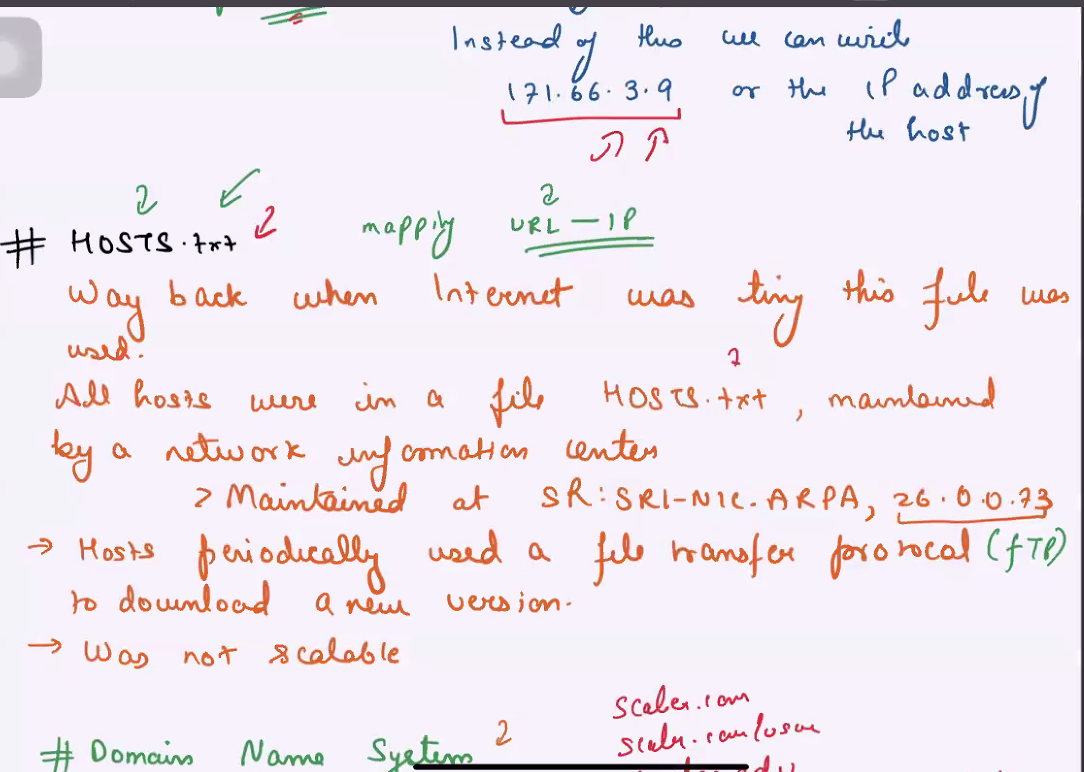 Instead of this we can write
171.66.3.9 or the IP address of
the host
# HOSTS.txt mapping URL - IP
Way back when Internet was tiny this file was
used.
All hosts were in a file HOSTS.txt, maintained
by a network information center
> Maintained at SR:SRI-NIC.ARPA, 26.0.0.73
→ Hosts periodically used a file transfer protocal (fTP)
to download a new version.
→ Was not scalable
scaler.com
scaler.com/
# Domain Name System